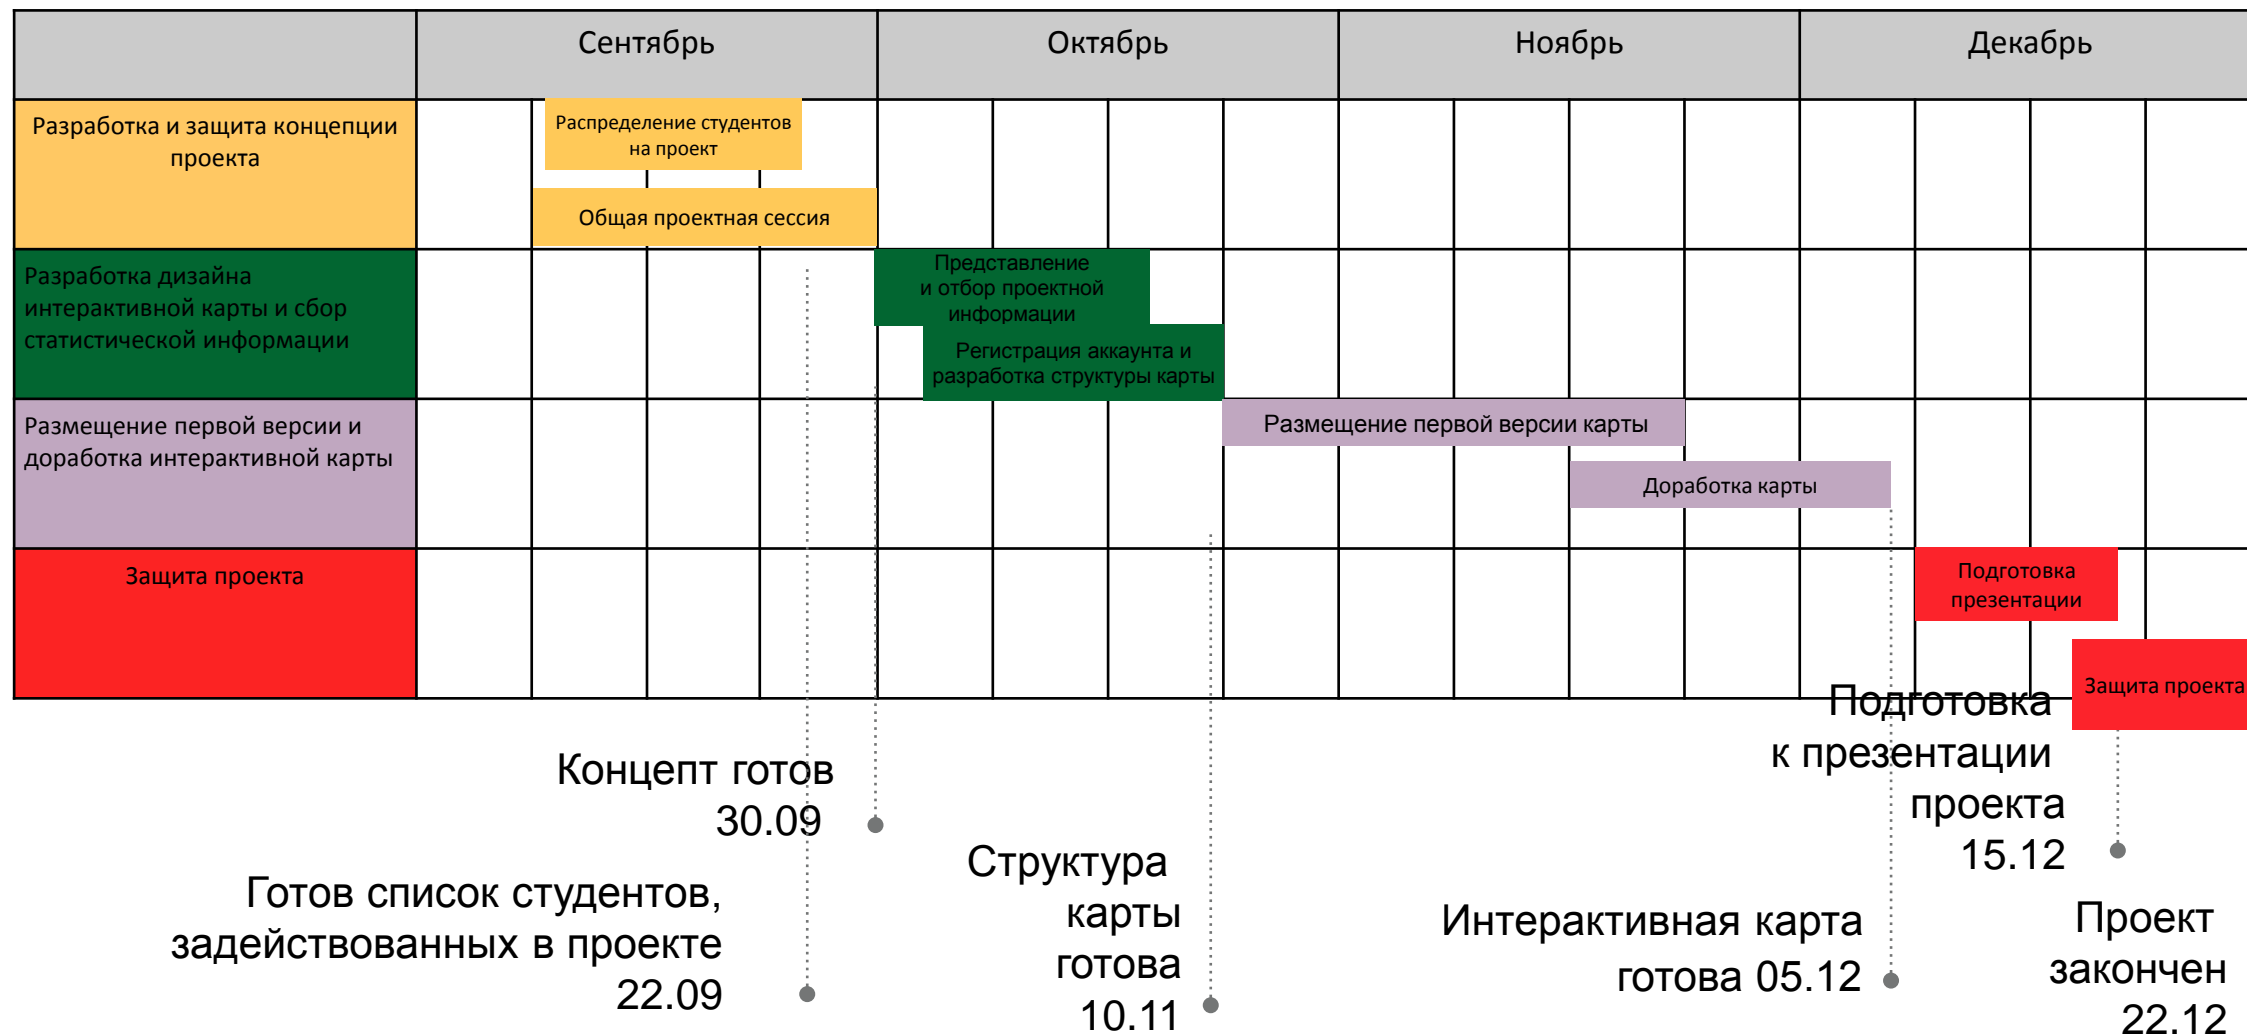 Сентябрь
Октябрь
Ноябрь
Декабрь
Разработка и защита концепции
проекта
Распределение студентов
на проект
Общая проектная сессия
Разработка дизайна
интерактивной карты и сбор
статистической информации
Представление
и отбор проектной
информации
Регистрация аккаунта и
разработка структуры карты
Размещение первой версии и
доработка интерактивной карты
Размещение первой версии карты
Доработка карты
Защита проекта
Подготовка
презентации
Защита проекта
Концепт готов
30.09
Подготовка
к презентации
проекта
15.12
Готов список студентов,
задействованных в проекте
22.09
Структура
карты
готова
10.11
Интерактивная карта
готова 05.12
Проект
закончен
22.12